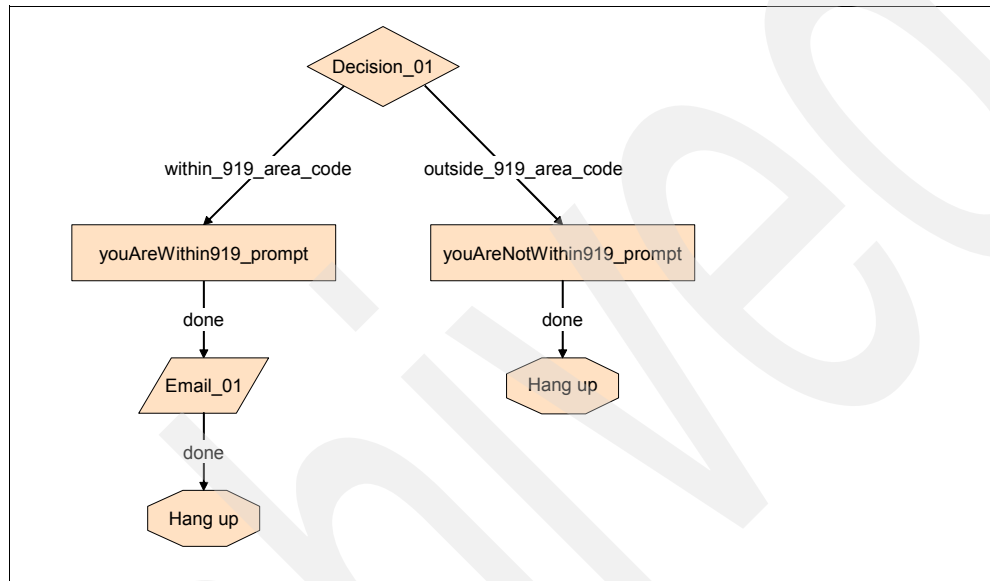 Decision_01
within_919_area_code
outside_919_area_code
youAreWithin919_prompt
youAreNotWithin919_prompt
done
done
Email_01
Hang up
done
Hang up